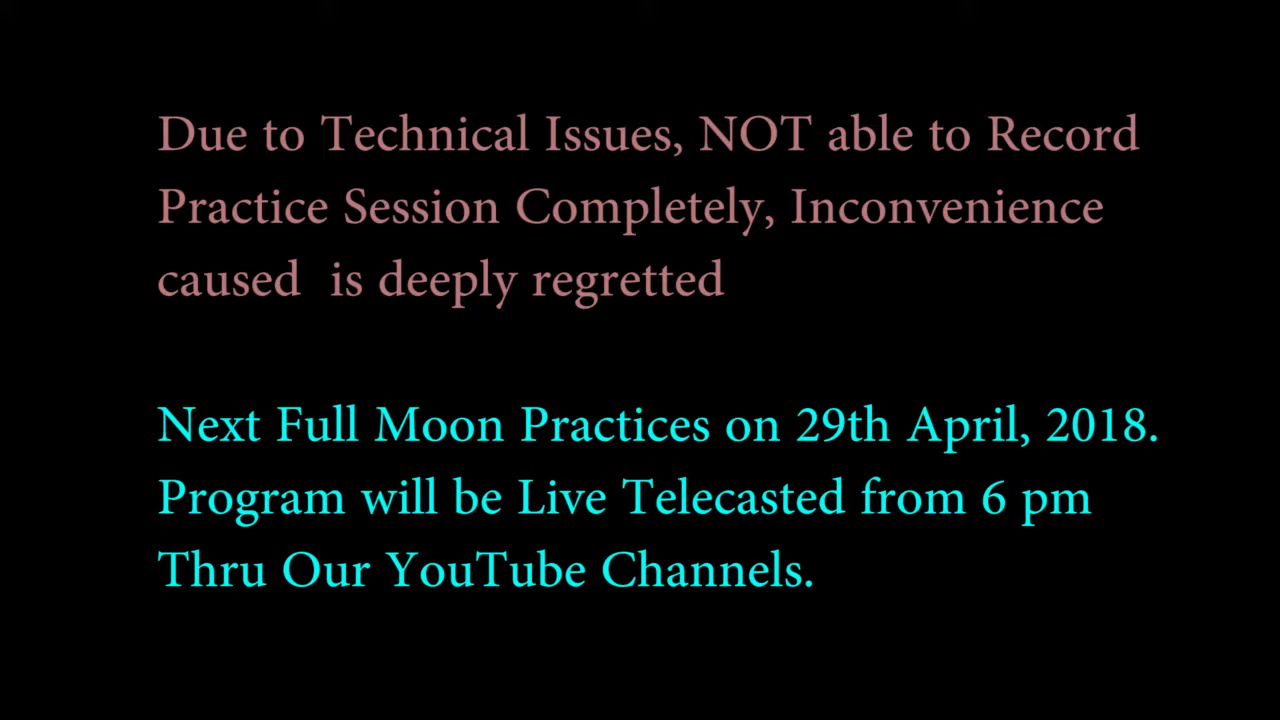 Due to Technical Issues, NOT able to Record
Practice Session Completely, Inconvenience
caused  is deeply regretted
Next Full Moon Practices on 29th April, 2018.
Program will be Live Telecasted from 6 pm
Thru Our YouTube Channels.